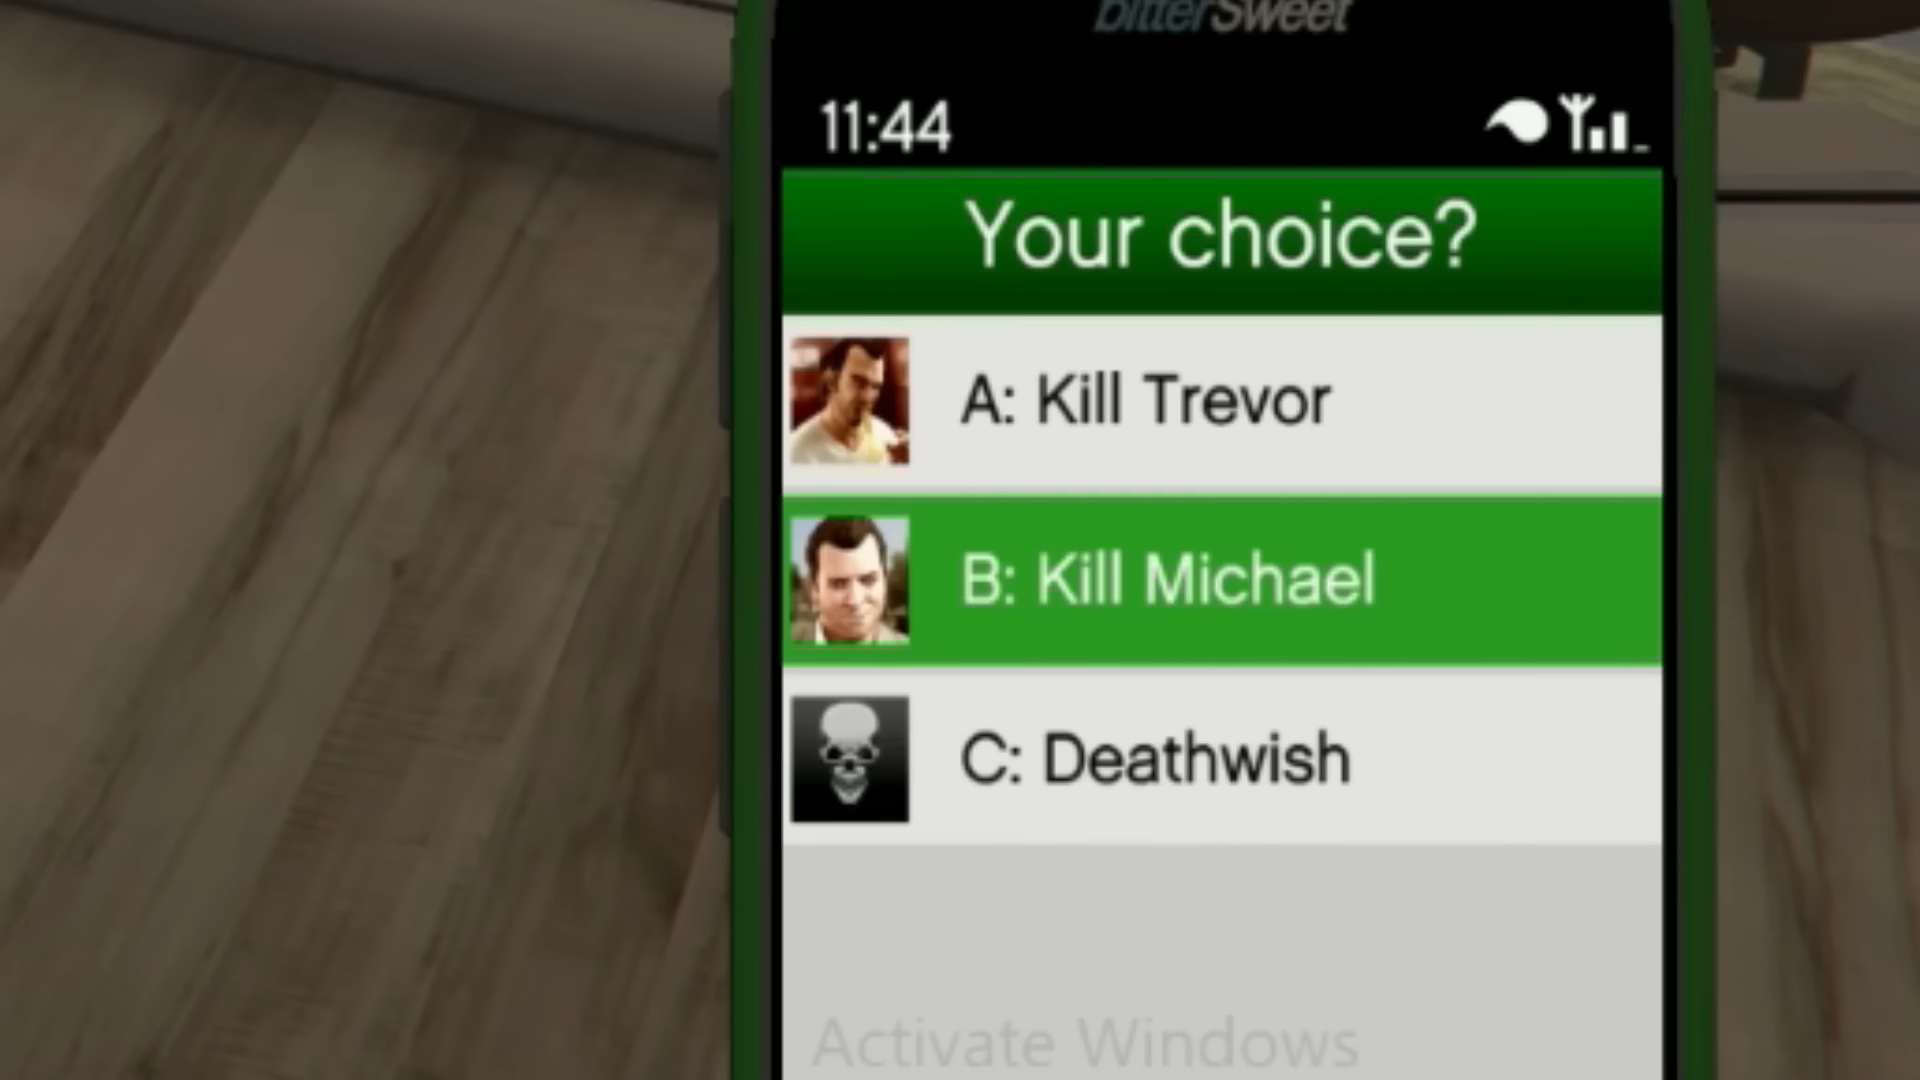 bitterSweet
11:44
Your choice?
A: Kill Trevor
B: Kill Michael
C: Deathwish
Activate Windows